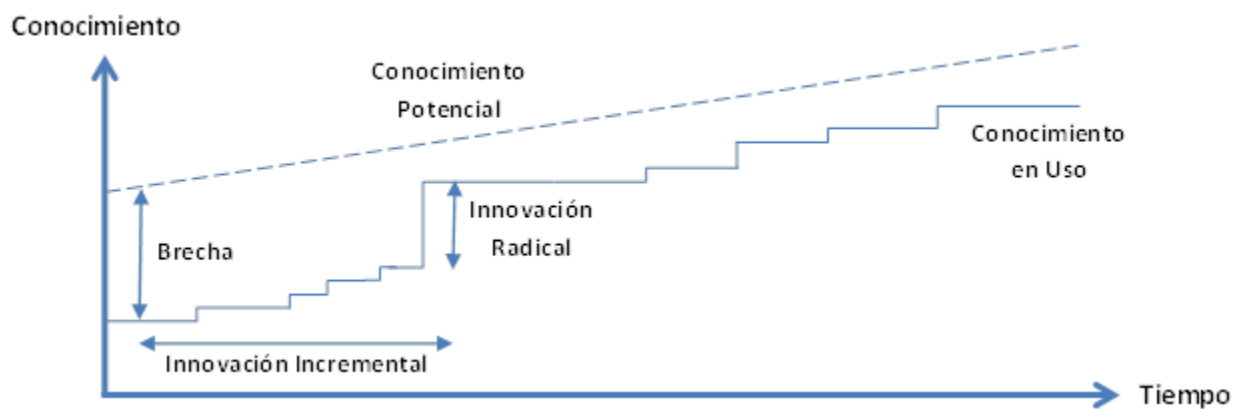 Conocimiento
Conocimiento
Potencial
Conocimiento
en Uso
Innovación
Radical
Brecha
Innovación Incremental
Tiempo